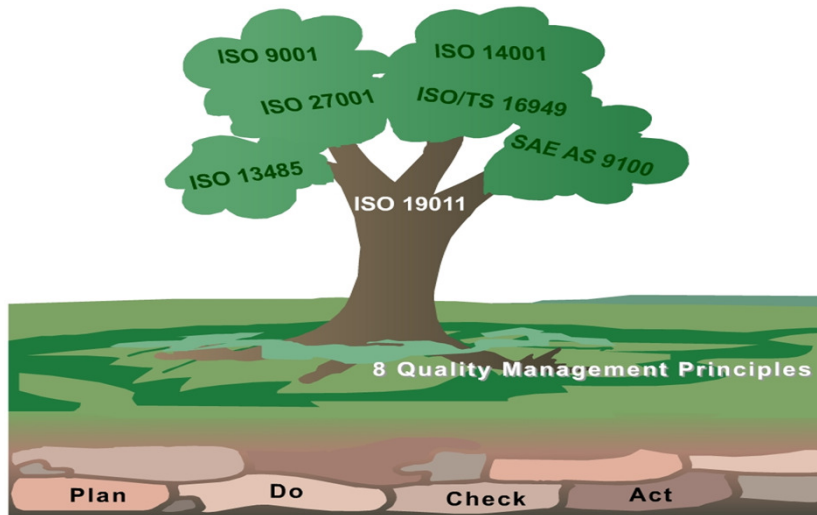 ISO 9001
ISO 14001
ISO 27001
ISO/TS 16949
ISO 13485
SAE AS 9100
ISO 19011
8 Quality Management Principles
Plan
Do
Check
Act